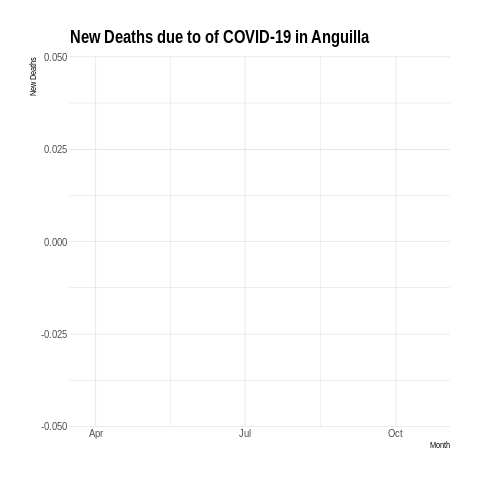 New Deaths due to of COVID-19 in Anguilla
New Deaths
0.050
0.025
0.000
-0.025
-0.050
Apr Jul Oct
Month